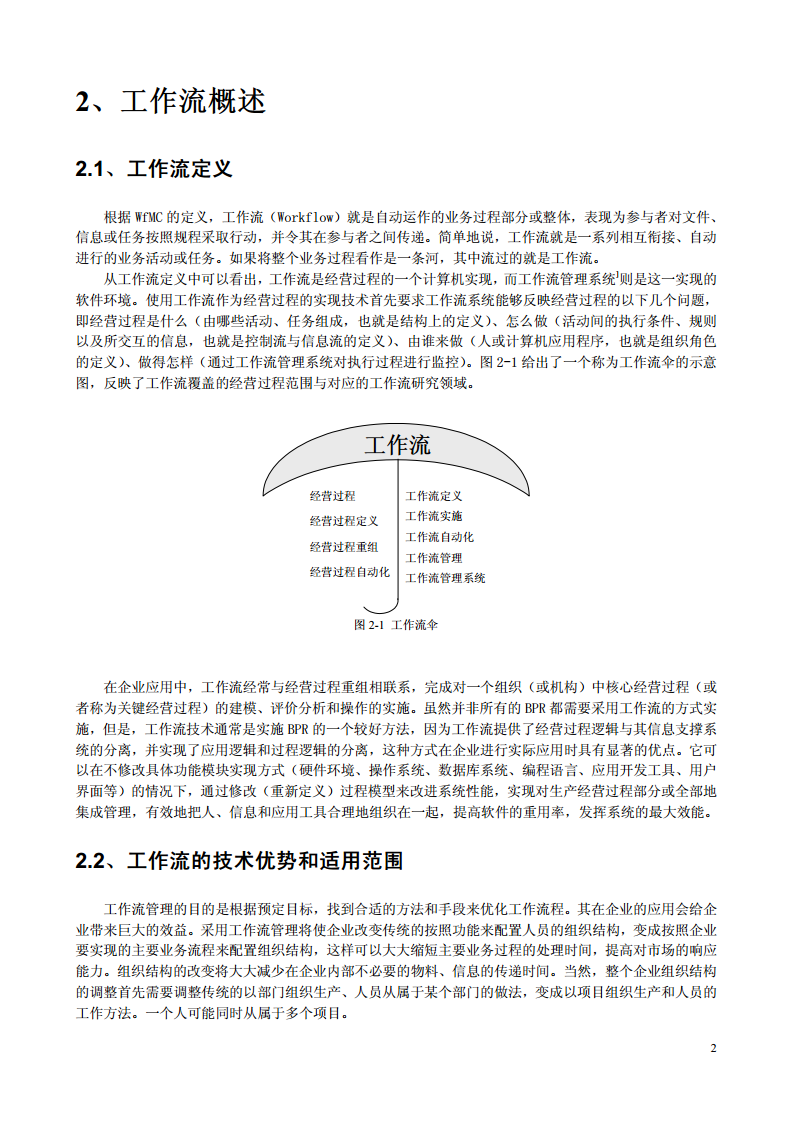 2、工作流概述
2.1、工作流定义
根据 WfMC 的定义，工作流（Workflow）就是自动运作的业务过程部分或整体，表现为参与者对文件、
信息或任务按照规程采取行动，并令其在参与者之间传递。简单地说，工作流就是一系列相互衔接、自动
进行的业务活动或任务。如果将整个业务过程看作是一条河，其中流过的就是工作流。
从工作流定义中可以看出，工作流是经营过程的一个计算机实现，而工作流管理系统¹则是这一实现的
软件环境。使用工作流作为经营过程的实现技术首先要求工作流系统能够反映经营过程的以下几个问题，
即经营过程是什么（由哪些活动、任务组成，也就是结构上的定义）、怎么做（活动间的执行条件、规则
以及所交互的信息，也就是控制流与信息流的定义）、由谁来做（人或计算机应用程序，也就是组织角色
的定义）、做得怎样（通过工作流管理系统对执行过程进行监控）。图 2-1 给出了一个称为工作流伞的示意
图，反映了工作流覆盖的经营过程范围与对应的工作流研究领域。
工作流
经营过程
经营过程定义
经营过程重组
经营过程自动化
工作流定义
工作流实施
工作流自动化
工作流管理
工作流管理系统
图 2-1 工作流伞
在企业应用中，工作流经常与经营过程重组相联系，完成对一个组织（或机构）中核心经营过程（或
者称为关键经营过程）的建模、评价分析和操作的实施。虽然并非所有的 BPR 都需要采用工作流的方式实
施，但是，工作流技术通常是实施 BPR 的一个较好方法，因为工作流提供了经营过程逻辑与其信息支撑系
统的分离，并实现了应用逻辑和过程逻辑的分离，这种方式在企业进行实际应用时具有显著的优点。它可
以在不修改具体功能模块实现方式（硬件环境、操作系统、数据库系统、编程语言、应用开发工具、用户
界面等）的情况下，通过修改（重新定义）过程模型来改进系统性能，实现对生产经营过程部分或全部地
集成管理，有效地把人、信息和应用工具合理地组织在一起，提高软件的重用率，发挥系统的最大效能。
2.2、工作流的技术优势和适用范围
工作流管理的目的是根据预定目标，找到合适的方法和手段来优化工作流程。其在企业的应用会给企
业带来巨大的效益。采用工作流管理将使企业改变传统的按照功能来配置人员的组织结构，变成按照企业
要实现的主要业务流程来配置组织结构，这样可以大大缩短主要业务过程的处理时间，提高对市场的响应
能力。组织结构的改变将大大减少在企业内部不必要的物料、信息的传递时间。当然，整个企业组织结构
的调整首先需要调整传统的以部门组织生产、人员从属于某个部门的做法，变成以项目组织生产和人员的
工作方法。一个人可能同时从属于多个项目。
2